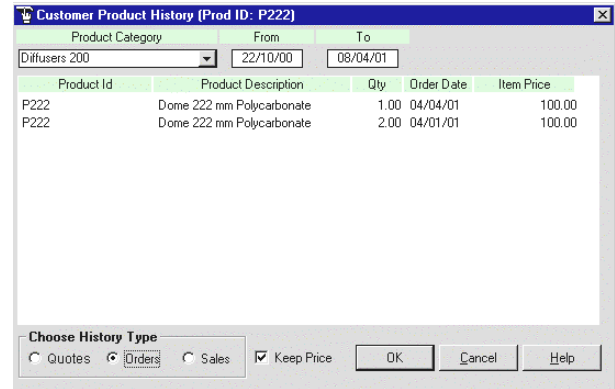 Customer Product History (Prod ID: P222)
Product Category From To
Diffusers 200 22/10/00 08/04/01
Product Id Product Description Qty Order Date Item Price
P222 Dome 222 mm Polycarbonate 1.00 04/04/01 100.00
P222 Dome 222 mm Polycarbonate 2.00 04/01/01 100.00
Choose History Type
Quotes Orders Sales Keep Price OK Cancel Help